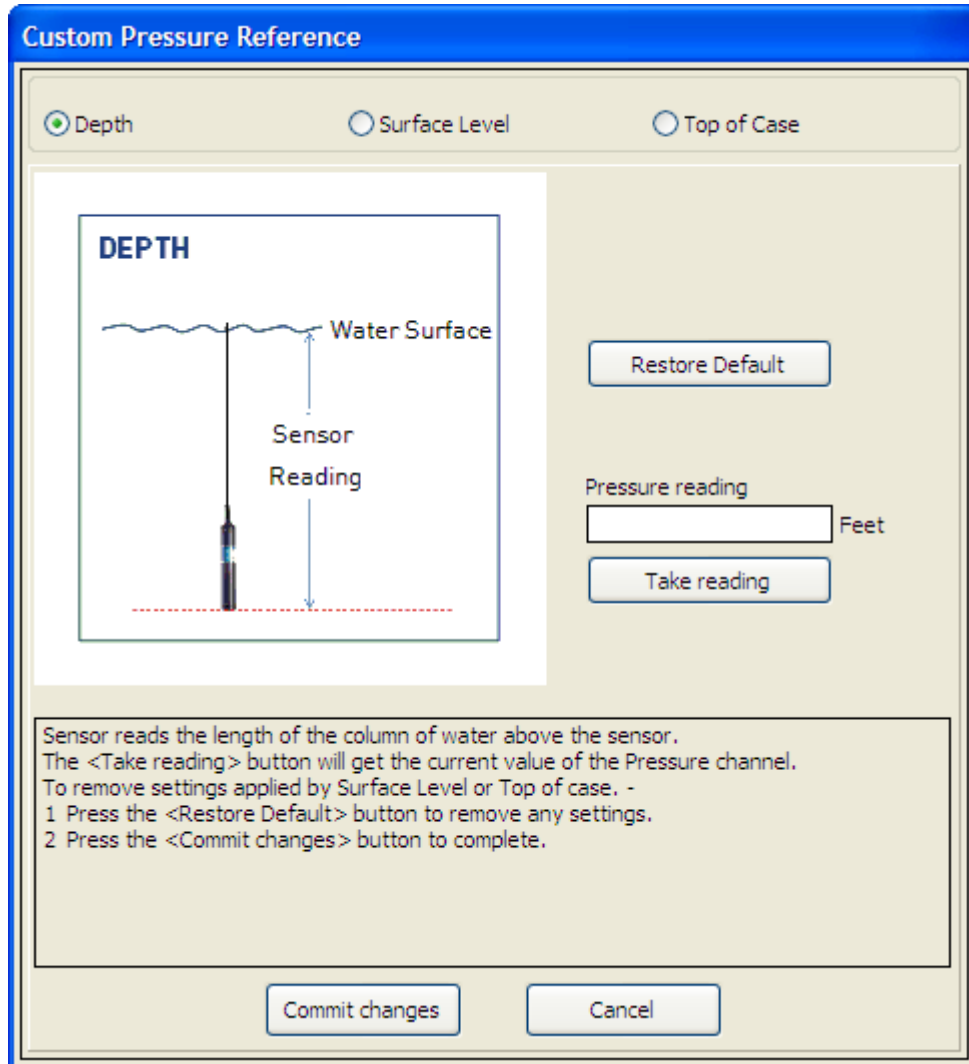 Custom Pressure Reference
Depth
Surface Level
Top of Case
DEPTH
Water Surface
Sensor
Reading
Restore Default
Pressure reading
Feet
Take reading
Sensor reads the length of the column of water above the sensor.
The <Take reading> button will get the current value of the Pressure channel.
To remove settings applied by Surface Level or Top of case. -
1 Press the <Restore Default> button to remove any settings.
2 Press the <Commit changes> button to complete.
Commit changes
Cancel